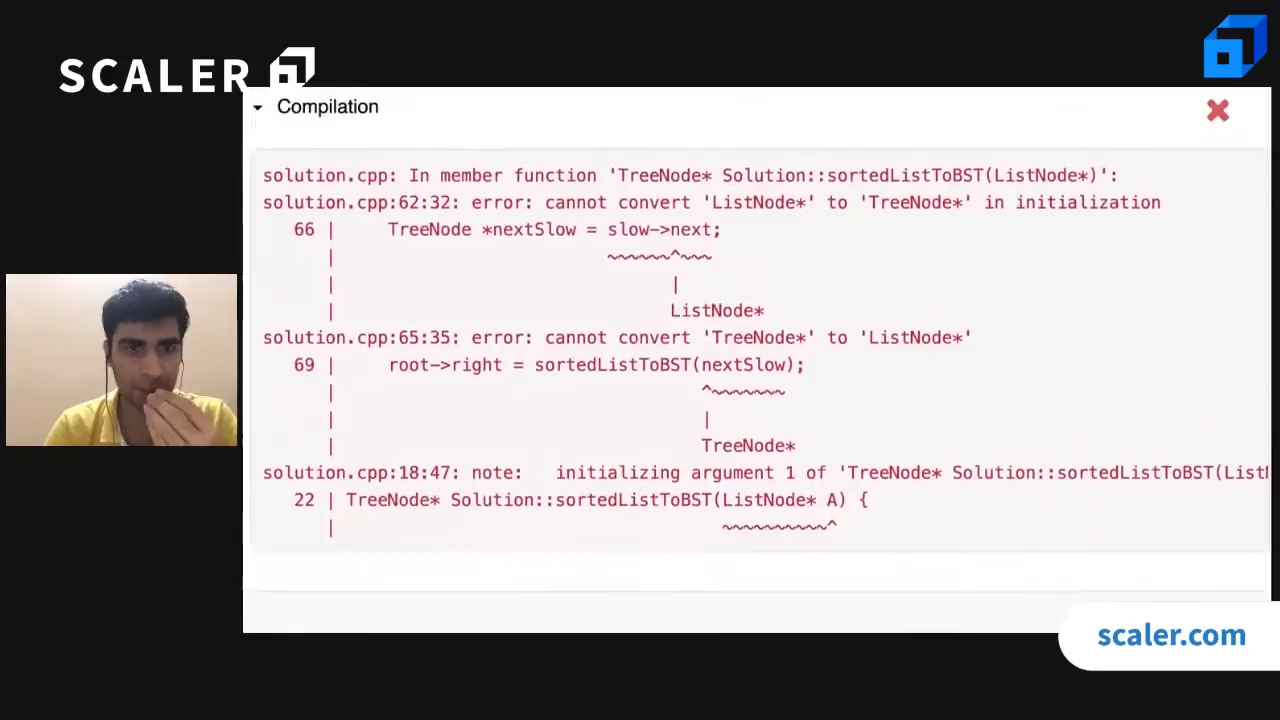 SCALER
Compilation
solution.cpp: In member function 'TreeNode* Solution::sortedListToBST(ListNode*)':
solution.cpp:62:32: error: cannot convert 'ListNode*' to 'TreeNode*' in initialization
66 |     TreeNode *nextSlow = slow->next;
|                          ~~~~~~^~~~
|                                |
|                                ListNode*
solution.cpp:65:35: error: cannot convert 'TreeNode*' to 'ListNode*'
69 |     root->right = sortedListToBST(nextSlow);
|                                   ^~~~~~~~
|                                   |
|                                   TreeNode*
solution.cpp:18:47: note:   initializing argument 1 of 'TreeNode* Solution::sortedListToBST(List
22 | TreeNode* Solution::sortedListToBST(ListNode* A) {
|                                     ~~~~~~~~~~^
scaler.com